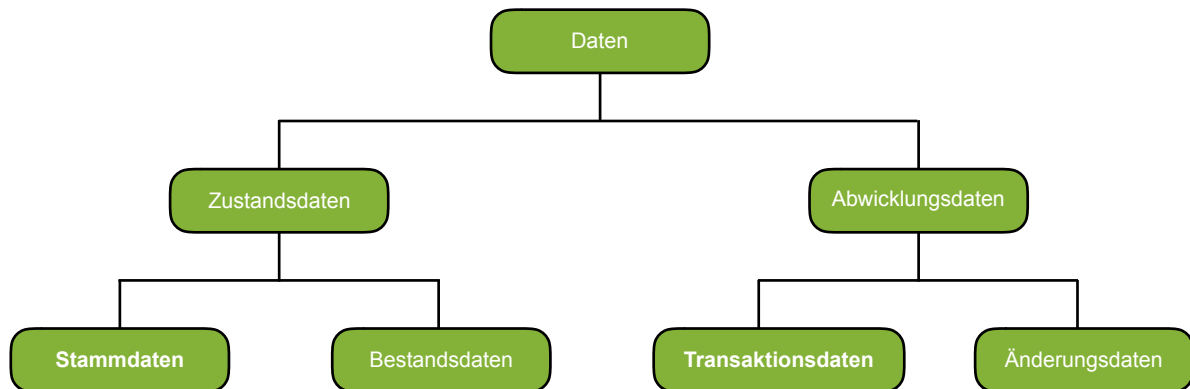 Daten
Zustandsdaten
Abwicklungsdaten
Stammdaten
Bestandsdaten
Transaktionsdaten
Änderungsdaten